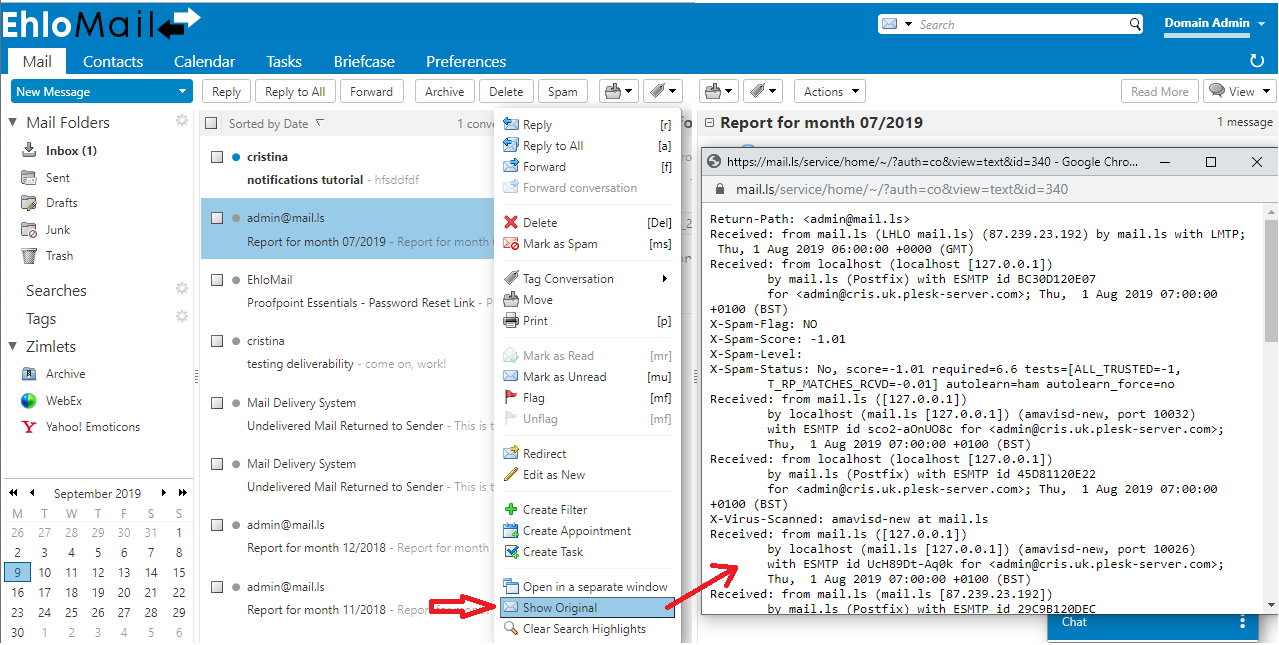 EhloMail
Search
Domain Admin
Mail Contacts Calendar Tasks Briefcase Preferences
New Message
Reply Reply to All Forward Archive Delete Spam Actions Read More View
Mail Folders
Inbox (1)
Sent
Drafts
Junk
Trash
Searches
Tags
Zimlets
Archive
WebEx
Yahoo! Emoticons
September 2019
M T W T F S S
26 27 28 29 30 31 1
2 3 4 5 6 7 8
9 10 11 12 13 14 15
16 17 18 19 20 21 22
23 24 25 26 27 28 29
30 1 2 3 4 5 6
Sorted by Date 1 conve
cristina
notifications tutorial - hfsddfdf
admin@mail.ls
Report for month 07/2019 - Report for month
EhloMail
Proofpoint Essentials - Password Reset Link - P
cristina
testing deliverability - come on, work!
Mail Delivery System
Undelivered Mail Returned to Sender - This is t
Mail Delivery System
Undelivered Mail Returned to Sender - This is t
admin@mail.ls
Report for month 12/2018 - Report for month
admin@mail.ls
Report for month 11/2018 - Repor for mon
Reply [r]
Reply to All [a]
Forward [f]
Forward conversation
Delete [Del]
Mark as Spam [ms]
Tag Conversation
Move
Print [p]
Mark as Read [mr]
Mark as Unread [mu]
Flag [mf]
Unflag [mf]
Redirect
Edit as New
Create Filter
Create Appointment
Create Task
Open in a separate window
Show Original
Clear Search Highlights
Report for month 07/2019
1 message
https://mail.ls/service/home/~/?auth=co&view=text&id=340 - Google Chro...
mail.ls/service/home/~/?auth=co&view=text&id=340
Return-Path: <admin@mail.ls>
Received: from mail.ls (LHLO mail.ls) (87.239.23.192) by mail.ls with LMTP;
Thu, 1 Aug 2019 06:00:00 +0000 (GMT)
Received: from localhost (localhost [127.0.0.1])
by mail.ls (Postfix) with ESMTP id BC30D120E07
for <admin@cris.uk.plesk-server.com>; Thu, 1 Aug 2019 07:00:00
+0100 (BST)
X-Spam-Flag: NO
X-Spam-Score: -1.01
X-Spam-Level:
X-Spam-Status: No, score=-1.01 required=6.6 tests=[ALL_TRUSTED=-1,
T_RP_MATCHES_RCVD=-0.01] autolearn=ham autolearn_force=no
Received: from mail.ls ([127.0.0.1])
by localhost (mail.ls [127.0.0.1]) (amavisd-new, port 10032)
with ESMTP id sco2-aOnUO8c for <admin@cris.uk.plesk-server.com>;
Thu, 1 Aug 2019 07:00:00 +0100 (BST)
Received: from localhost (localhost [127.0.0.1])
by mail.ls (Postfix) with ESMTP id 45D81120E22
for <admin@cris.uk.plesk-server.com>; Thu, 1 Aug 2019 07:00:00
+0100 (BST)
X-Virus-Scanned: amavisd-new at mail.ls
Received: from mail.ls ([127.0.0.1])
by localhost (mail.ls [127.0.0.1]) (amavisd-new, port 10026)
with ESMTP id UcH89Dt-Aq0k for <admin@cris.uk.plesk-server.com>;
Thu, 1 Aug 2019 07:00:00 +0100 (BST)
Received: from mail.ls (mail.ls [87.239.23.192])
by mail.ls (Postfix) with ESMTP id 29C9B120DEC
Chat